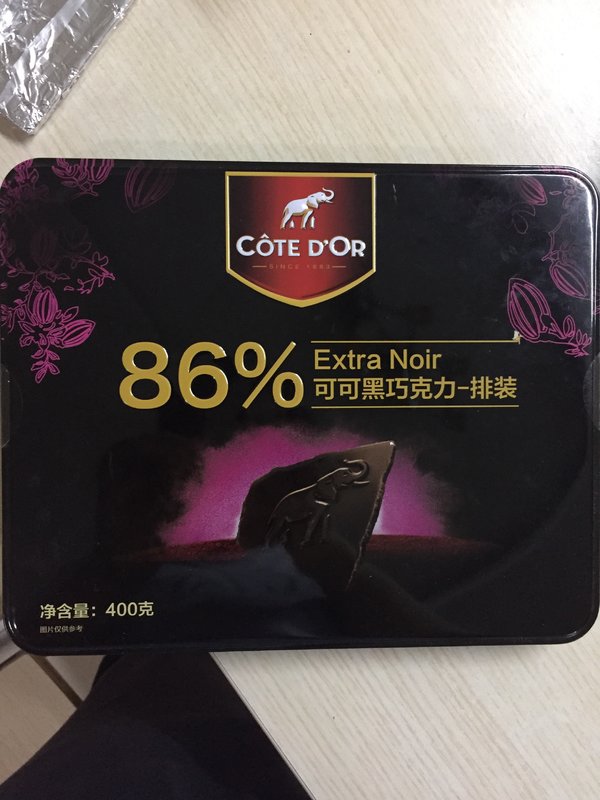 CÔTE D'OR
SINCE 1883
86%
Extra Noir
可可黑巧克力-排装
净含量：400克
图片仅供参考